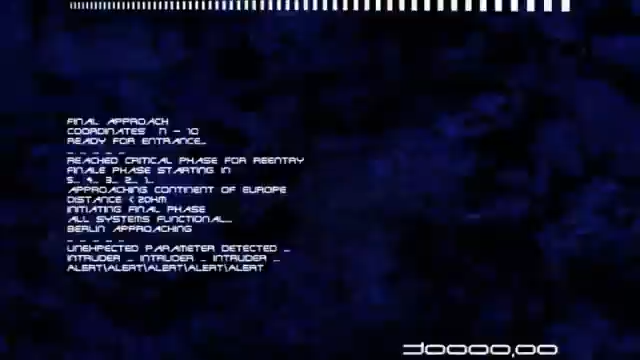 FINAL APPROACH
COORDINATES N - 10
READY FOR ENTRANCE...
_ _ _ _ _
REACHED CRITICAL PHASE FOR REENTRY
FINALE PHASE STARTING IN
5... 4... 3... 2... 1...
APPROACHING CONTINENT OF EUROPE
DISTANCE < 20KM
INITIATING FINAL PHASE
ALL SYSTEMS FUNCTIONAL...
BERLIN APPROACHING
_ _ _ _ _
UNEXPECTED PARAMETER DETECTED ...
INTRUDER ... INTRUDER ... INTRUDER ...
ALERT\ALERT\ALERT\ALERT\ALERT
30000,00